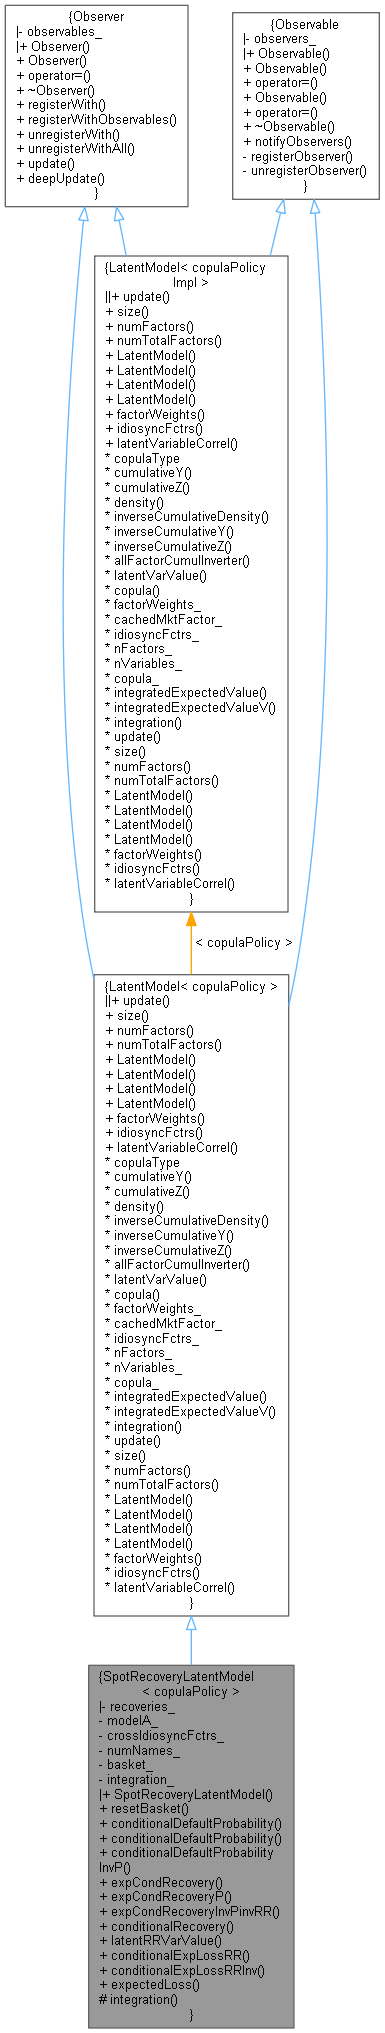 {Observer
|- observables_
|+ Observer()
+ Observer()
+ operator=()
+ ~Observer()
+ registerWith()
+ registerWithObservables()
+ unregisterWith()
+ unregisterWithAll()
+ update()
+ deepUpdate()
}
{Observable
|- observers_
|+ Observable()
+ Observable()
+ operator=()
+ Observable()
+ operator=()
+ ~Observable()
+ notifyObservers()
- registerObserver()
- unregisterObserver()
}
{LatentModel< copulaPolicy
Impl >
||+ update()
+ size()
+ numFactors()
+ numTotalFactors()
+ LatentModel()
+ LatentModel()
+ LatentModel()
+ LatentModel()
+ factorWeights()
+ idiosyncFctrs()
+ latentVariableCorrel()
* copulaType
* cumulativeY()
* cumulativeZ()
* density()
* inverseCumulativeDensity()
* inverseCumulativeY()
* inverseCumulativeZ()
* allFactorCumulInverter()
* latentVarValue()
* copula()
* factorWeights_
* cachedMktFactor_
* idiosyncFctrs_
* nFactors_
* nVariables_
* copula_
* integratedExpectedValue()
* integratedExpectedValueV()
* integration()
* update()
* size()
* numFactors()
* numTotalFactors()
* LatentModel()
* LatentModel()
* LatentModel()
* LatentModel()
* factorWeights()
* idiosyncFctrs()
* latentVariableCorrel()
}
< copulaPolicy >
{LatentModel< copulaPolicy >
||+ update()
+ size()
+ numFactors()
+ numTotalFactors()
+ LatentModel()
+ LatentModel()
+ LatentModel()
+ LatentModel()
+ factorWeights()
+ idiosyncFctrs()
+ latentVariableCorrel()
* copulaType
* cumulativeY()
* cumulativeZ()
* density()
* inverseCumulativeDensity()
* inverseCumulativeY()
* inverseCumulativeZ()
* allFactorCumulInverter()
* latentVarValue()
* copula()
* factorWeights_
* cachedMktFactor_
* idiosyncFctrs_
* nFactors_
* nVariables_
* copula_
* integratedExpectedValue()
* integratedExpectedValueV()
* integration()
* update()
* size()
* numFactors()
* numTotalFactors()
* LatentModel()
* LatentModel()
* LatentModel()
* LatentModel()
* factorWeights()
* idiosyncFctrs()
* latentVariableCorrel()
}
{SpotRecoveryLatentModel
< copulaPolicy >
|- recoveries_
- modelA_
- crossIdiosyncFctrs_
- numNames_
- basket_
- integration_
|+ SpotRecoveryLatentModel()
+ resetBasket()
+ conditionalDefaultProbability()
+ conditionalDefaultProbability()
+ conditionalDefaultProbability
InvP()
+ expCondRecovery()
+ expCondRecoveryP()
+ expCondRecoveryInvPinvRR()
+ conditionalRecovery()
+ latentRRVarValue()
+ conditionalExpLossRR()
+ conditionalExpLossRRInv()
+ expectedLoss()
# integration()
}